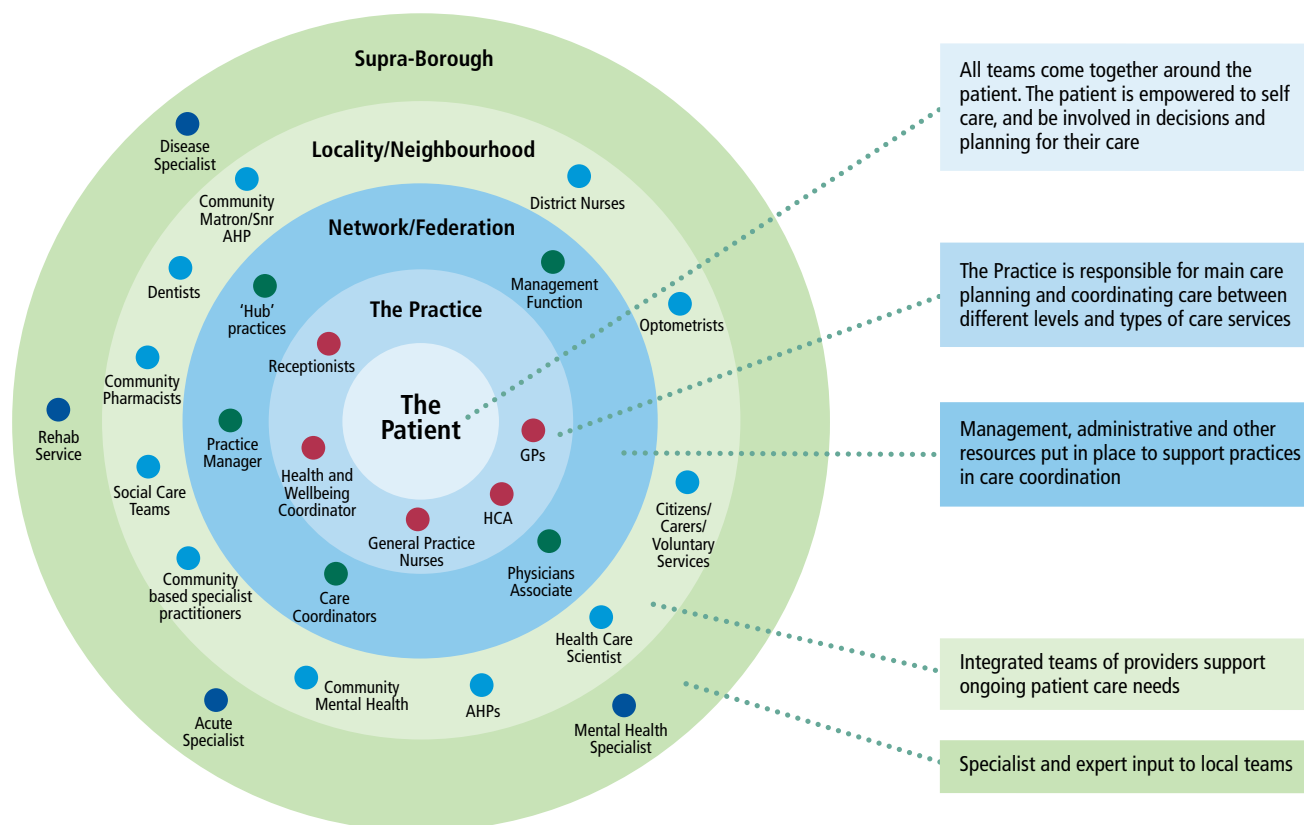 Supra-Borough
Disease
Specialist
Locality/Neighbourhood
Community
Matron/Snr
AHP
District Nurses
Network/Federation
Dentists
'Hub'
practices
Management
Function
Optometrists
The Practice
Receptionists
Community
Pharmacists
The
Patient
Rehab
Service
Practice
Manager
GPs
Health and
Wellbeing
Coordinator
HCA
Social Care
Teams
General Practice
Nurses
Citizens/
Carers/
Voluntary
Services
Community
based specialist
practitioners
Care
Coordinators
Physicians
Associate
Health Care
Scientist
Community
Mental Health
AHPs
Acute
Specialist
Mental Health
Specialist
All teams come together around the
patient. The patient is empowered to self
care, and be involved in decisions and
planning for their care
The Practice is responsible for main care
planning and coordinating care between
different levels and types of care services
Management, administrative and other
resources put in place to support practices
in care coordination
Integrated teams of providers support
ongoing patient care needs
Specialist and expert input to local teams